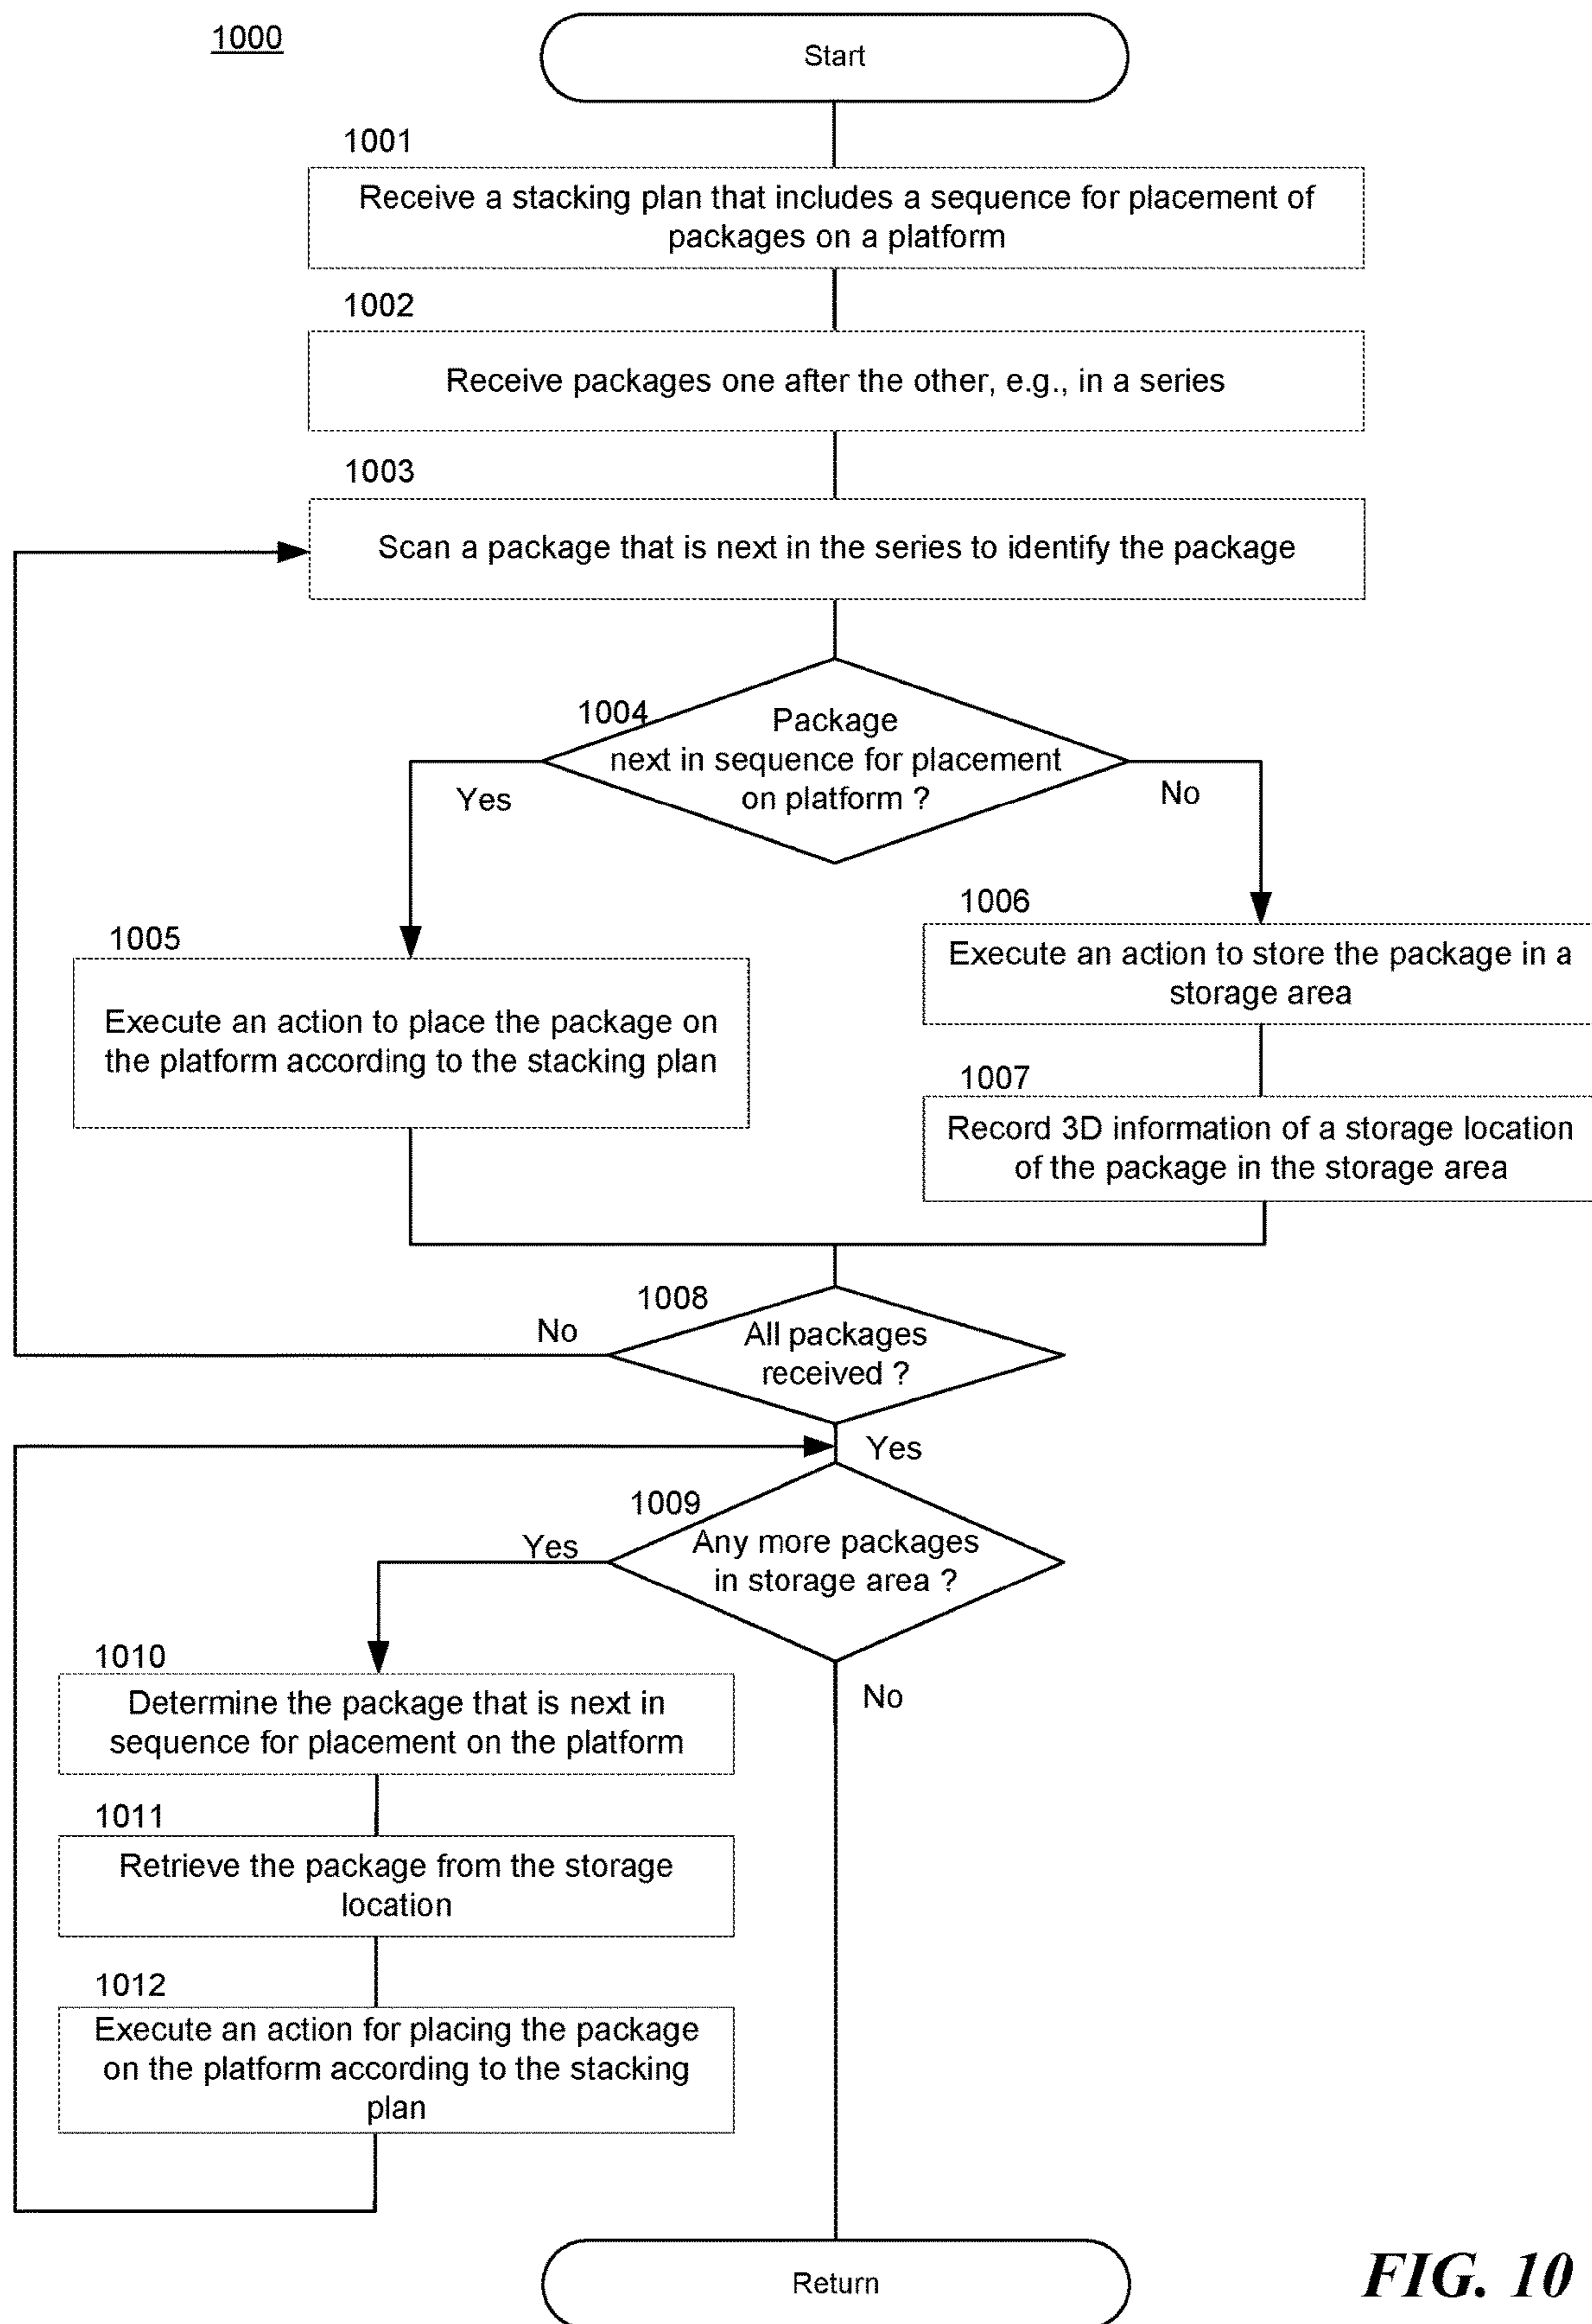 1000
Start
1001
Receive a stacking plan that includes a sequence for placement of
packages on a platform
1002
Receive packages one after the other, e.g., in a series
1003
Scan a package that is next in the series to identify the package
1004
Package
next in sequence for placement
on platform ?
Yes
No
1005
Execute an action to place the package on
the platform according to the stacking plan
1006
Execute an action to store the package in a
storage area
1007
Record 3D information of a storage location
of the package in the storage area
1008
All packages
received ?
No
Yes
1009
Any more packages
in storage area ?
Yes
No
1010
Determine the package that is next in
sequence for placement on the platform
1011
Retrieve the package from the storage
location
1012
Execute an action for placing the package
on the platform according to the stacking
plan
Return
FIG. 10